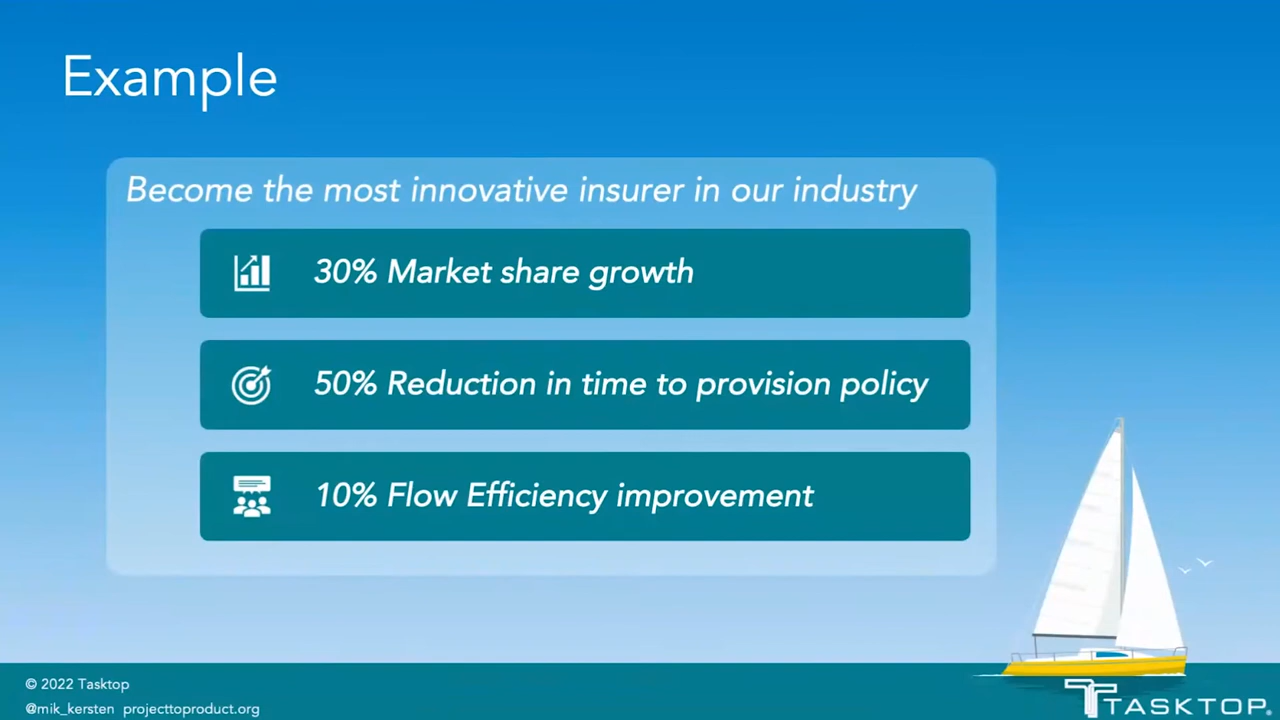 Example
Become the most innovative insurer in our industry
30% Market share growth
50% Reduction in time to provision policy
10% Flow Efficiency improvement
© 2022 Tasktop
@mik_kersten projecttoproduct.org
TASKTOP®